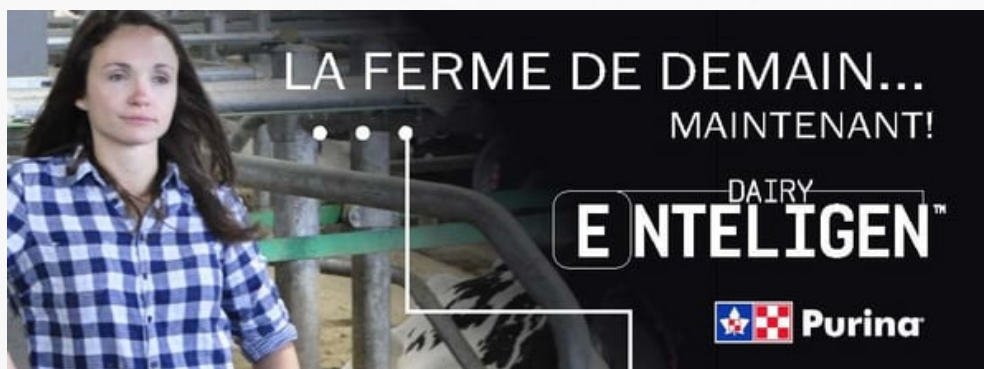 LA FERME DE DEMAIN...
MAINTENANT!
DAIRY
ENTELIGEN™
Purina